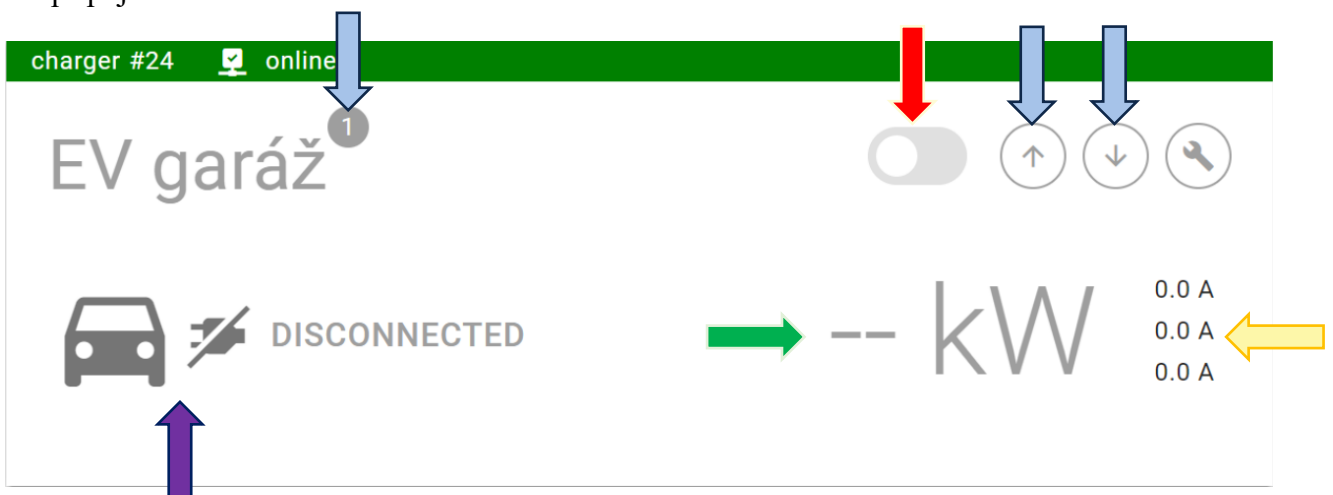 charger #24 online
EV garáž
1
DISCONNECTED
-- kW
0.0 A
0.0 A
0.0 A